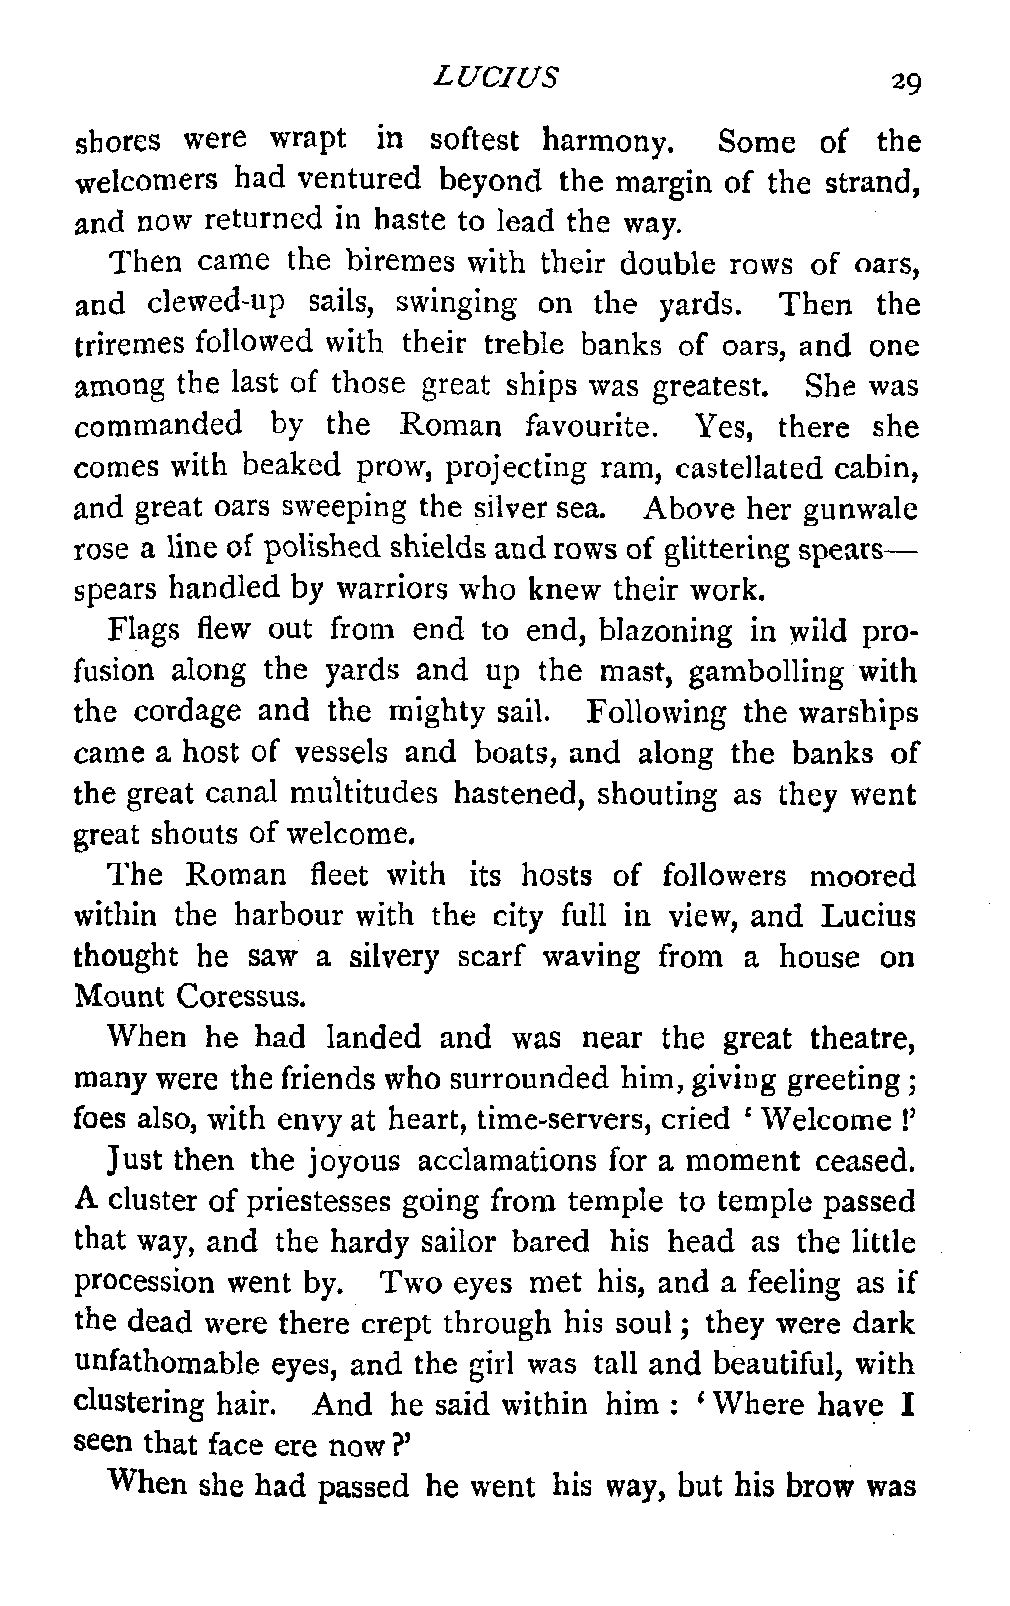 LUCIUS 29
shores were wrapt in softest harmony. Some of the
welcomers had ventured beyond the margin of the strand,
and now returned in haste to lead the way.
Then came the biremes with their double rows of oars,
and clewed-up sails, swinging on the yards. Then the
triremes followed with their treble banks of oars, and one
among the last of those great ships was greatest. She was
commanded by the Roman favourite. Yes, there she
comes with beaked prow, projecting ram, castellated cabin,
and great oars sweeping the silver sea. Above her gunwale
rose a line of polished shields and rows of glittering spears—
spears handled by warriors who knew their work.
Flags flew out from end to end, blazoning in wild pro-
fusion along the yards and up the mast, gambolling with
the cordage and the mighty sail. Following the warships
came a host of vessels and boats, and along the banks of
the great canal multitudes hastened, shouting as they went
great shouts of welcome.
The Roman fleet with its hosts of followers moored
within the harbour with the city full in view, and Lucius
thought he saw a silvery scarf waving from a house on
Mount Coressus.
When he had landed and was near the great theatre,
many were the friends who surrounded him, giving greeting ;
foes also, with envy at heart, time-servers, cried ‘ Welcome !’
Just then the joyous acclamations for a moment ceased.
A cluster of priestesses going from temple to temple passed
that way, and the hardy sailor bared his head as the little
procession went by. Two eyes met his, and a feeling as if
the dead were there crept through his soul ; they were dark
unfathomable eyes, and the girl was tall and beautiful, with
clustering hair. And he said within him : ‘ Where have I
seen that face ere now ?’
When she had passed he went his way, but his brow was